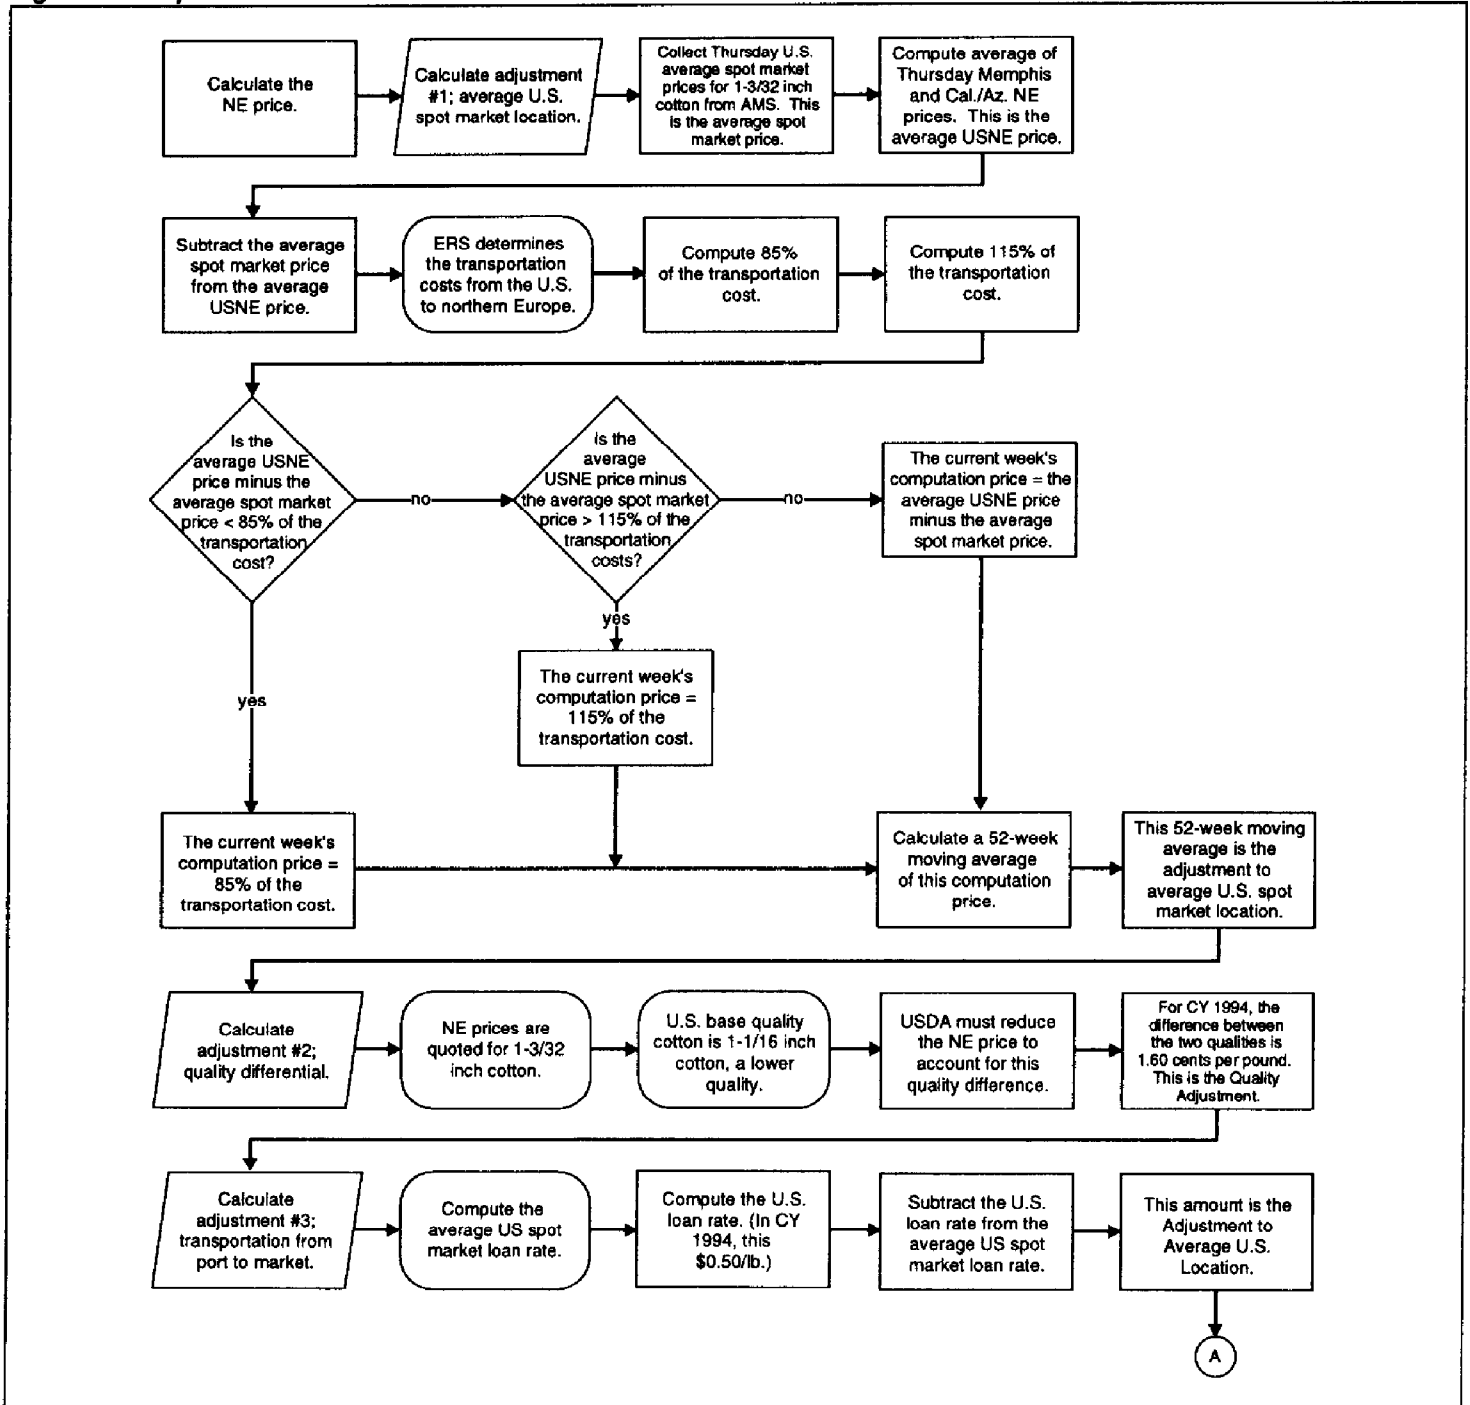 Calculate the
NE price.
Calculate adjustment
#1; average U.S.
spot market location.
Collect Thursday U.S.
average spot market
prices for 1-3/32 inch
cotton from AMS. This
is the average spot
market price.
Compute average of
Thursday Memphis
and Cal./Az. NE
prices. This is the
average USNE price.
Subtract the average
spot market price
from the average
USNE price.
ERS determines
the transportation
costs from the U.S.
to northern Europe.
Compute 85%
of the transportation
cost.
Compute 115% of
the transportation
cost.
Is the
average USNE
price minus the
average spot market
price < 85% of the
transportation
cost?
no
Is the
average
USNE price minus
the average spot market
price > 115% of the
transportation
costs?
no
The current week's
computation price = the
average USNE price
minus the average
spot market price.
yes
The current week's
computation price =
115% of the
transportation cost.
yes
The current week's
computation price =
85% of the
transportation cost.
Calculate a 52-week
moving average
of this computation
price.
This 52-week moving
average is the
adjustment to
average U.S. spot
market location.
Calculate
adjustment #2;
quality differential.
NE prices are
quoted for 1-3/32
inch cotton.
U.S. base quality
cotton is 1-1/16 inch
cotton, a lower
quality.
USDA must reduce
the NE price to
account for this
quality difference.
For CY 1994, the
difference between
the two qualities is
1.60 cents per pound.
This is the Quality
Adjustment.
Calculate
adjustment #3;
transportation from
port to market.
Compute the
average US spot
market loan rate.
Compute the U.S.
loan rate. (In CY
1994, this
$0.50/lb.)
Subtract the U.S.
loan rate from the
average US spot
market loan rate.
This amount is the
Adjustment to
Average U.S.
Location.
A